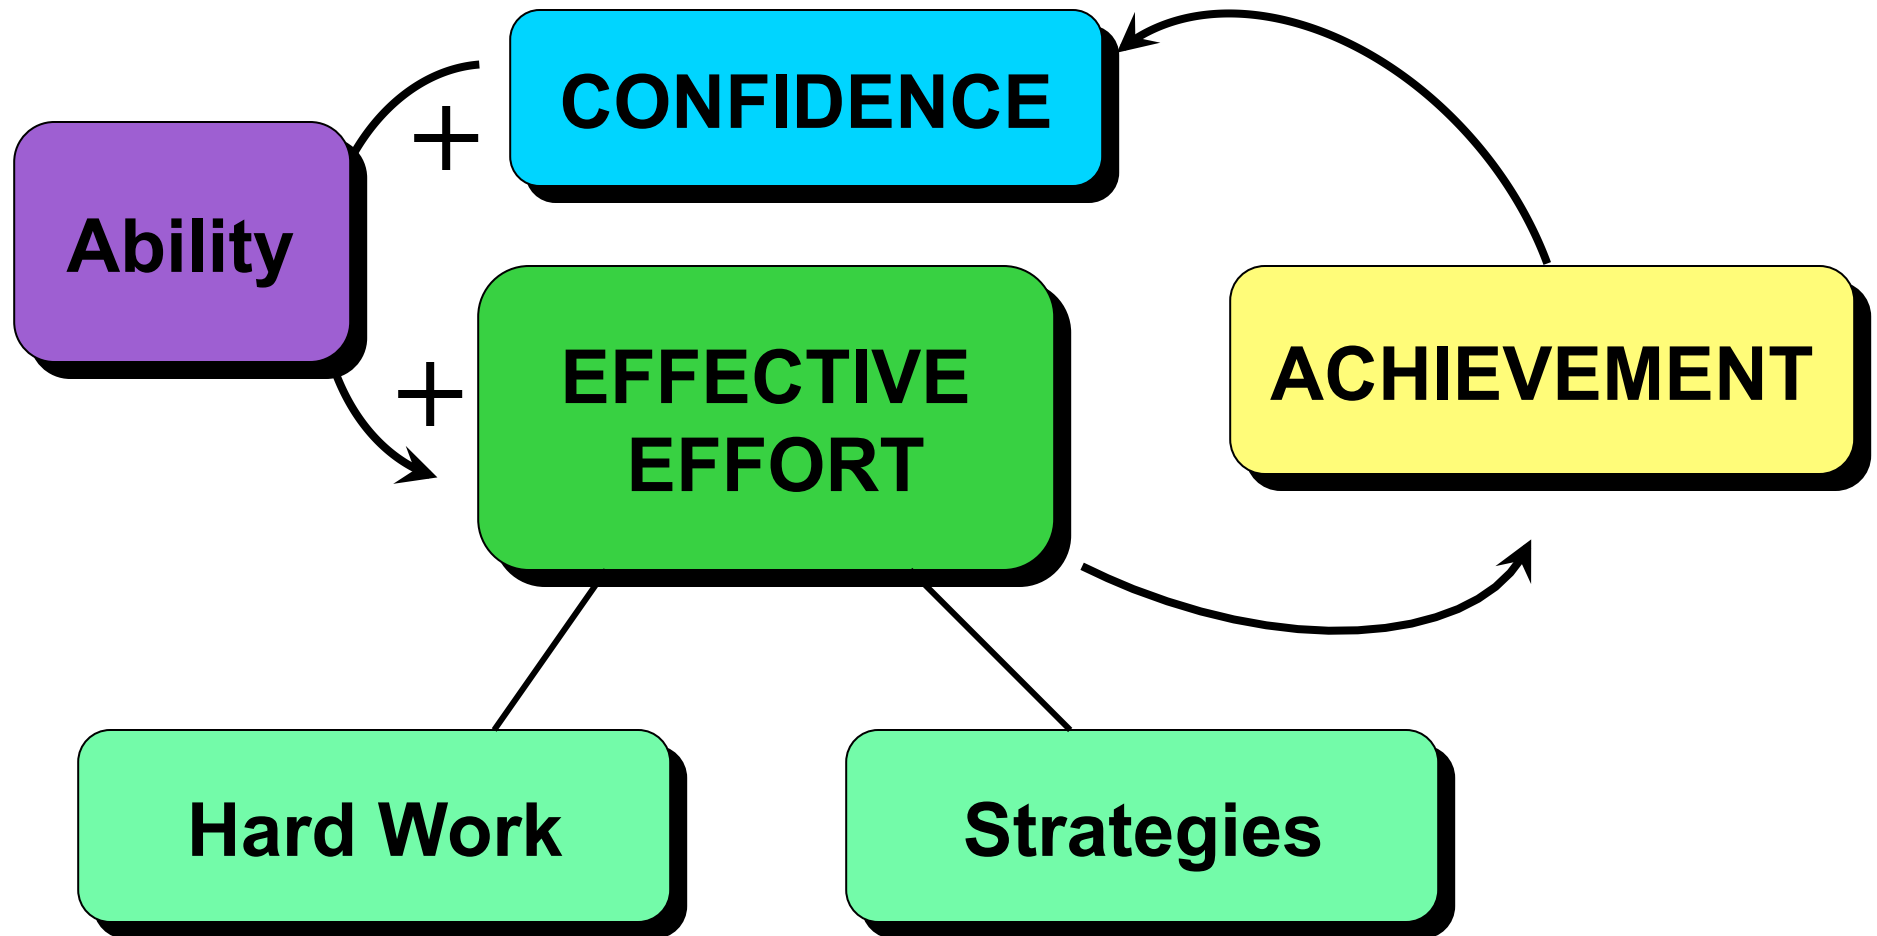 CONFIDENCE
+
Ability
+
EFFECTIVE
EFFORT
ACHIEVEMENT
Hard Work
Strategies